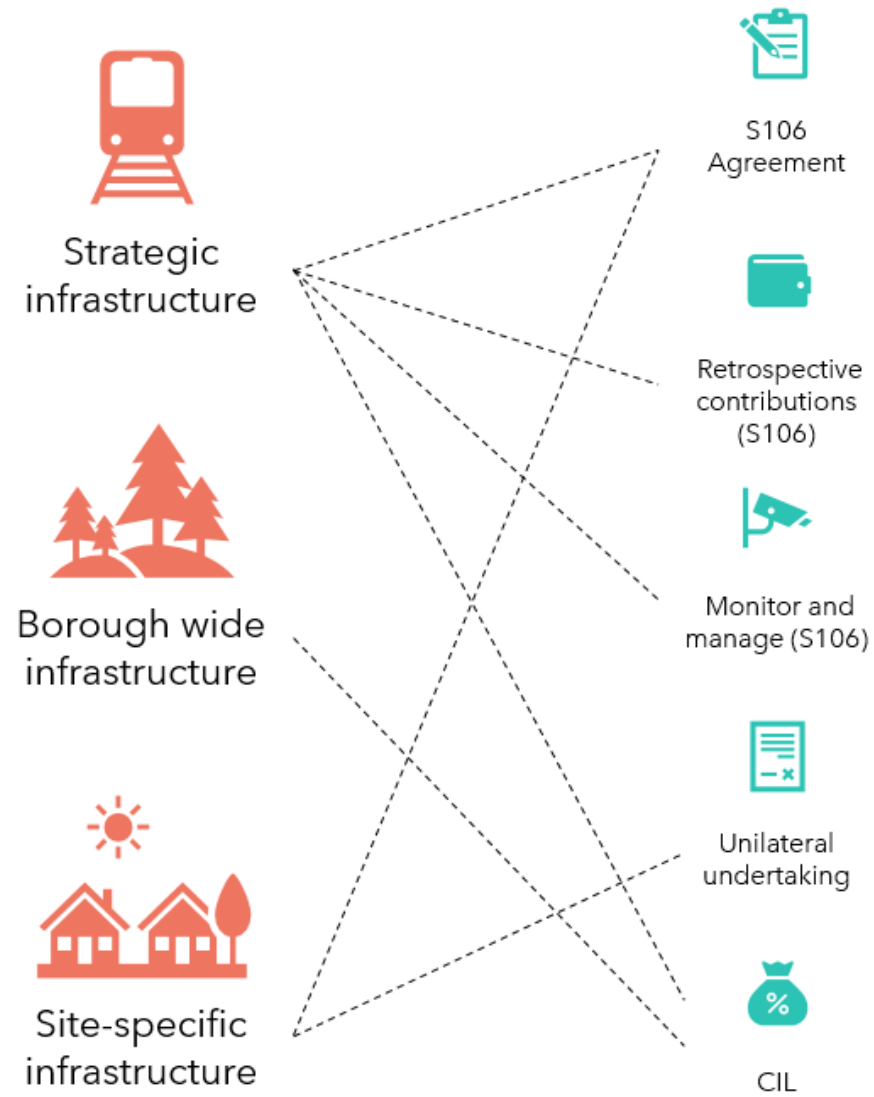 Strategic
infrastructure
Borough wide
infrastructure
Site-specific
infrastructure
S106
Agreement
Retrospective
contributions
(S106)
Monitor and
manage (S106)
Unilateral
undertaking
%
CIL